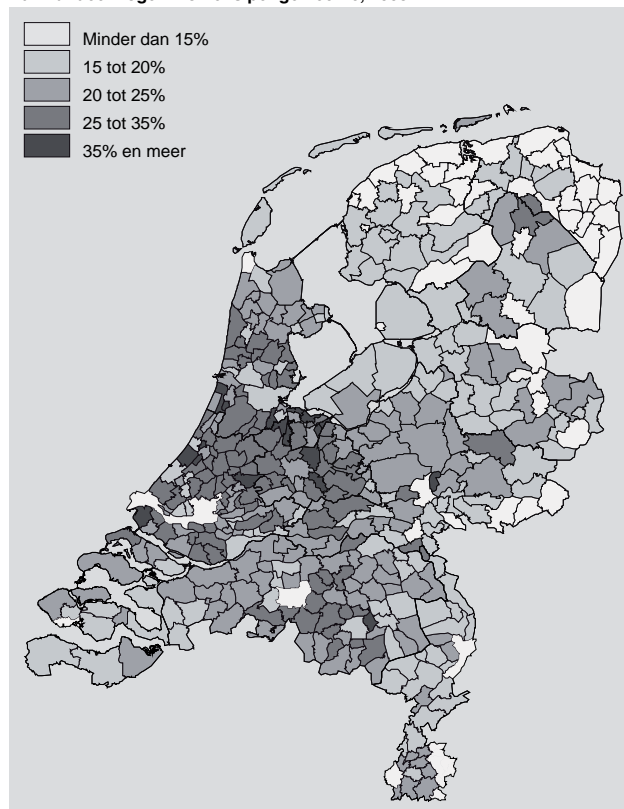 Minder dan 15%
15 tot 20%
20 tot 25%
25 tot 35%
35% en meer